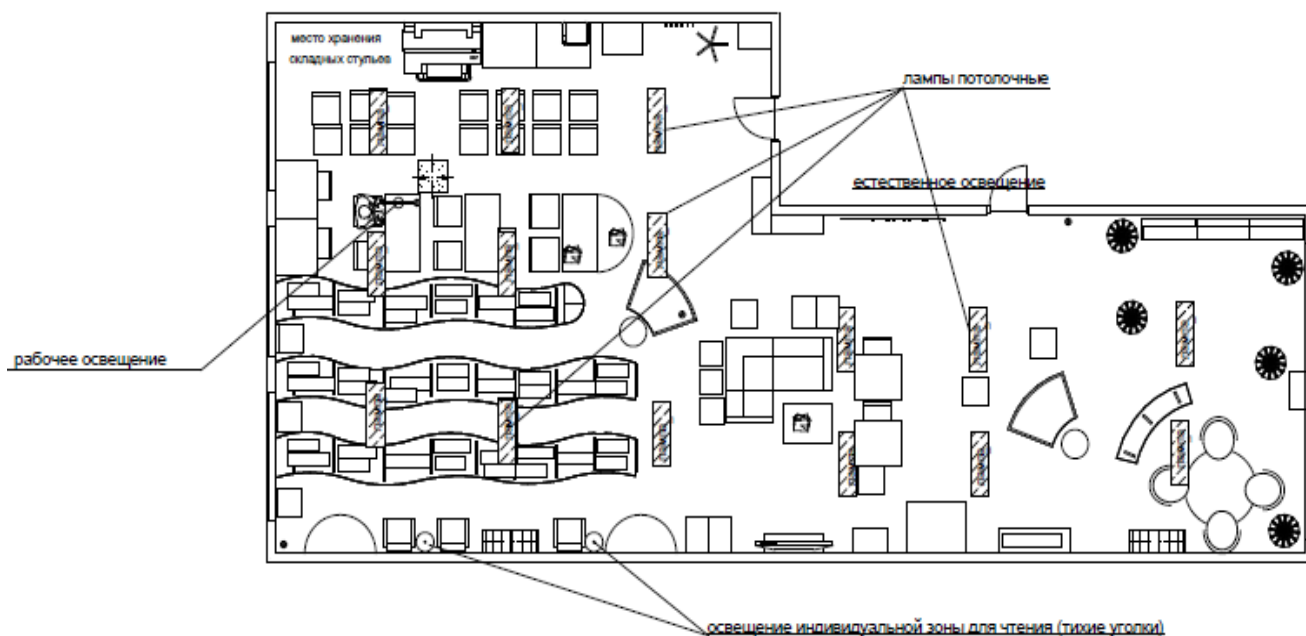 место хранения
складных стульев
лампы потолочные
естественное освещение
рабочее освещение
освещение индивидуальной зоны для чтения (тихие уголки)